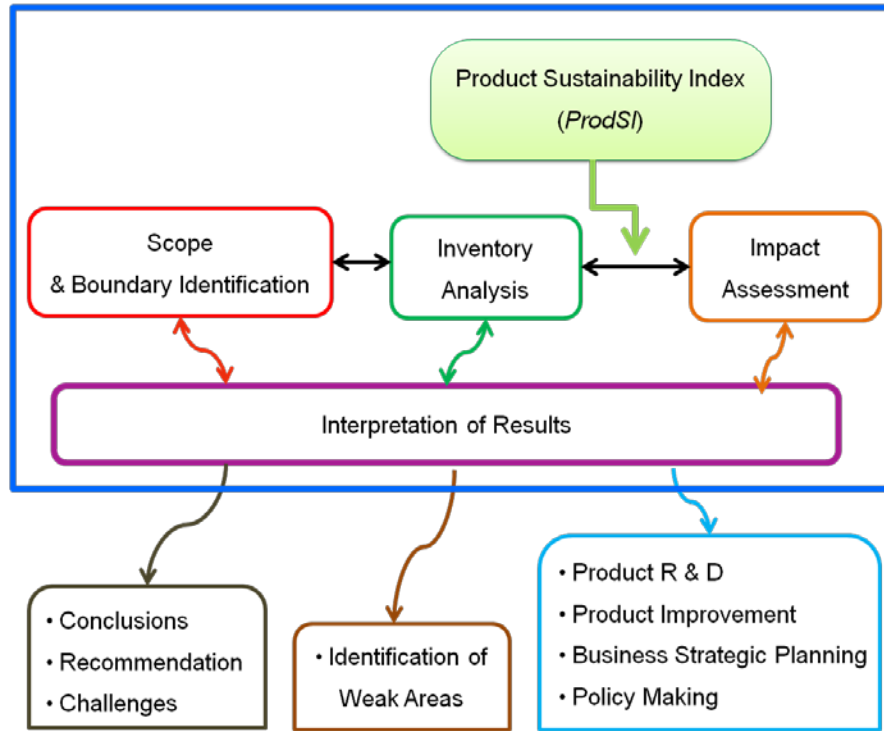 Product Sustainability Index
(ProdSI)
Scope
& Boundary Identification
Inventory
Analysis
Impact
Assessment
Interpretation of Results
• Conclusions
• Recommendation
• Challenges
• Identification of
Weak Areas
• Product R & D
• Product Improvement
• Business Strategic Planning
• Policy Making